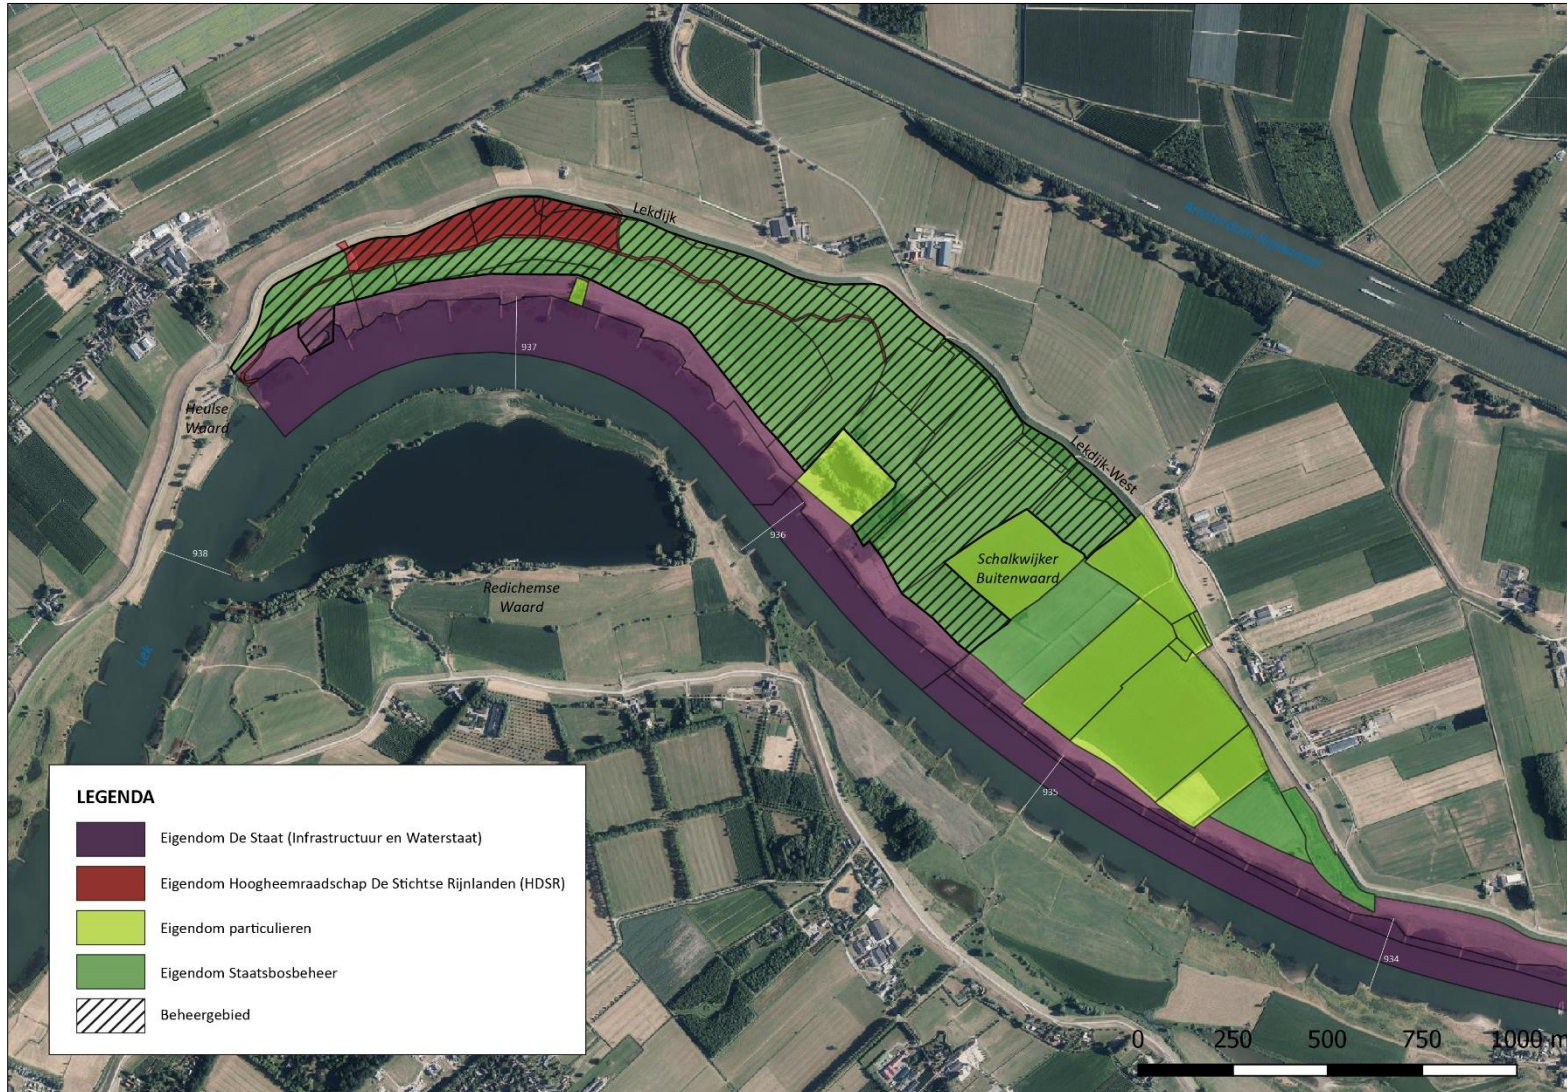 Amsterdam Rijnkanaal
Lekdijk
937
Heulse
Waard
Lekdijk-West
936
938
Schalkwijker
Buitenwaard
Redichemse
Waard
Lek
935
934
LEGENDA
Eigendom De Staat (Infrastructuur en Waterstaat)
Eigendom Hoogheemraadschap De Stichtse Rijnlanden (HDSR)
Eigendom particulieren
Eigendom Staatsbosbeheer
Beheergebied
0 250 500 750 1000 m